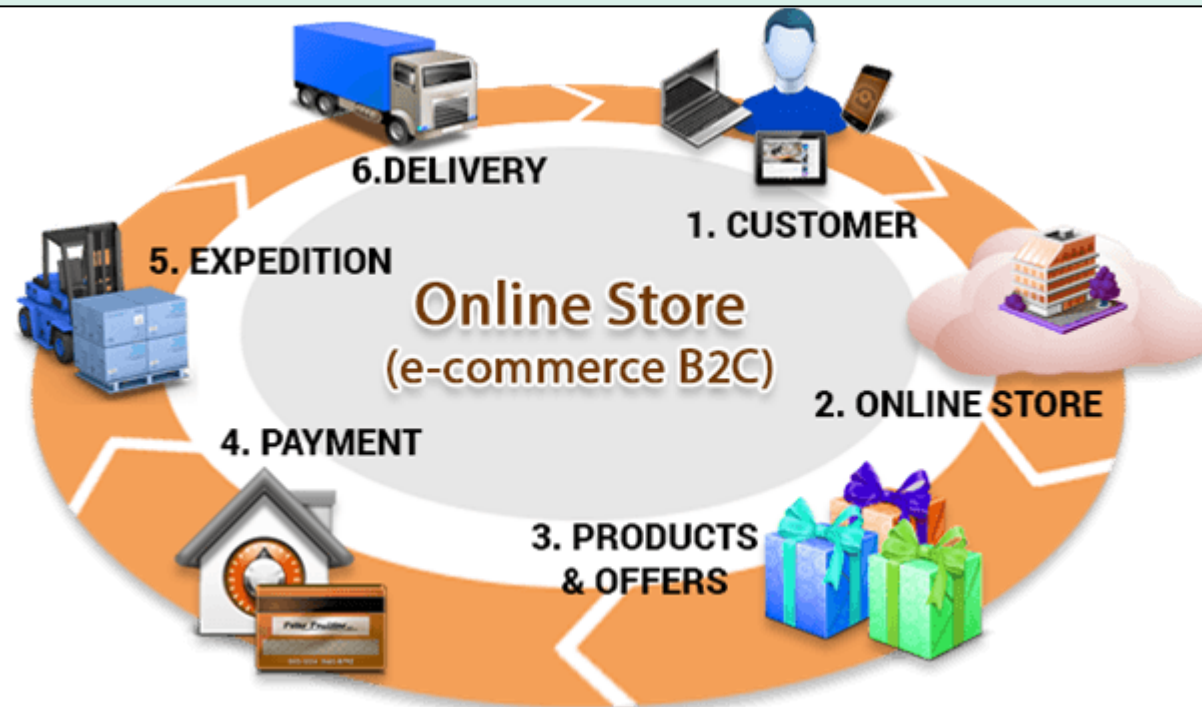 6.DELIVERY
1. CUSTOMER
5. EXPEDITION
Online Store
(e-commerce B2C)
2. ONLINE STORE
4. PAYMENT
3. PRODUCTS
& OFFERS